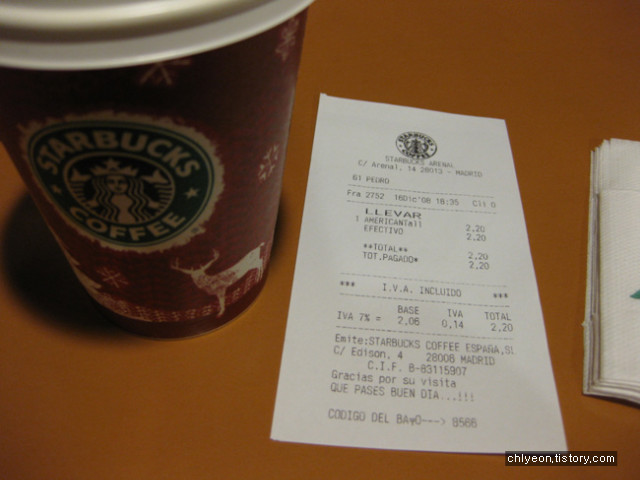 STARBUCKS
COFFEE
STARBUCKS ARENAL
C/ Arenal, 14 28013 - MADRID
61 PEDRO
Fra 2752 16Dic'08 18:35 Cli 0
LLEVAR
1 AMERICANTall 2,20
EFECTIVO 2,20
**TOTAL** 2,20
TOT.PAGADO* 2,20
*** I.V.A. INCLUIDO ***
BASE IVA TOTAL
IVA 7% = 2,06 0,14 2,20
Emite:STARBUCKS COFFEE ESPAÑA,Sl
C/ Edison, 4 28006 MADRID
C.I.F. B-83115907
Gracias por su visita
QUE PASES BUEN DIA...!!!
CODIGO DEL BAÑO---> 8566
chlyeon.tistory.com